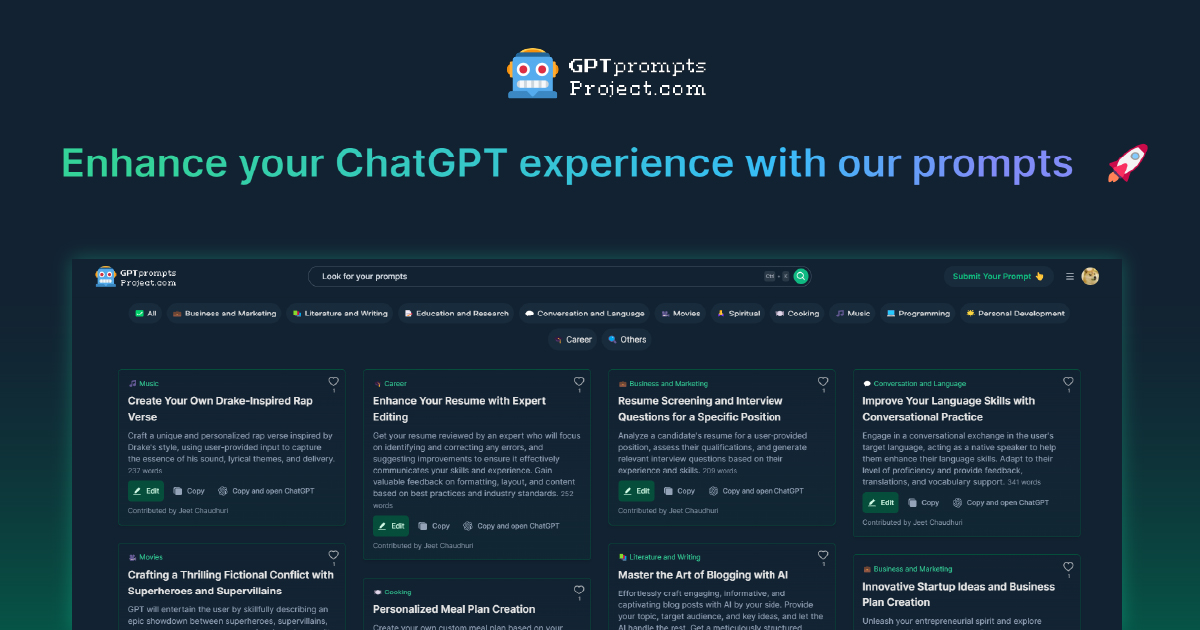 GPTprompts
Project.com
Enhance your ChatGPT experience with our prompts
GPTprompts
Project.com
Look for your prompts
Ctrl + K
Submit Your Prompt
All
Business and Marketing
Literature and Writing
Education and Research
Conversation and Language
Movies
Spiritual
Cooking
Music
Programming
Personal Development
Career
Others
Music
1
Create Your Own Drake-Inspired Rap
Verse
Craft a unique and personalized rap verse inspired by
Drake's style, using user-provided input to capture
the essence of his sound, lyrical themes, and delivery.
237 words
Edit
Copy
Copy and open ChatGPT
Contributed by Jeet Chaudhuri
Career
1
Enhance Your Resume with Expert
Editing
Get your resume reviewed by an expert who will focus
on identifying and correcting any errors, and
suggesting improvements to ensure it effectively
communicates your skills and experience. Gain
valuable feedback on formatting, layout, and content
based on best practices and industry standards. 252
words
Edit
Copy
Copy and open ChatGPT
Contributed by Jeet Chaudhuri
Business and Marketing
1
Resume Screening and Interview
Questions for a Specific Position
Analyze a candidate's resume for a user-provided
position, assess their qualifications, and generate
relevant interview questions based on their
experience and skills. 209 words
Edit
Copy
Copy and open ChatGPT
Contributed by Jeet Chaudhuri
Conversation and Language
1
Improve Your Language Skills with
Conversational Practice
Engage in a conversational exchange in the user's
target language, acting as a native speaker to help
them enhance their language skills. Adapt to their
level of proficiency and provide feedback,
translations, and vocabulary support. 341 words
Edit
Copy
Copy and open ChatGPT
Contributed by Jeet Chaudhuri
Movies
1
Crafting a Thrilling Fictional Conflict with
Superheroes and Supervillains
GPT will entertain the user by skillfully describing an
epic showdown between superheroes, supervillains,
Cooking
1
Personalized Meal Plan Creation
Create your own custom meal plan based on your
Literature and Writing
1
Master the Art of Blogging with AI
Effortlessly craft engaging, informative, and
captivating blog posts with AI by your side. Provide
your topic, target audience, and key ideas, and let the
AI handle the rest. Get a meticulously structured,
Business and Marketing
1
Innovative Startup Ideas and Business
Plan Creation
Unleash your entrepreneurial spirit and explore